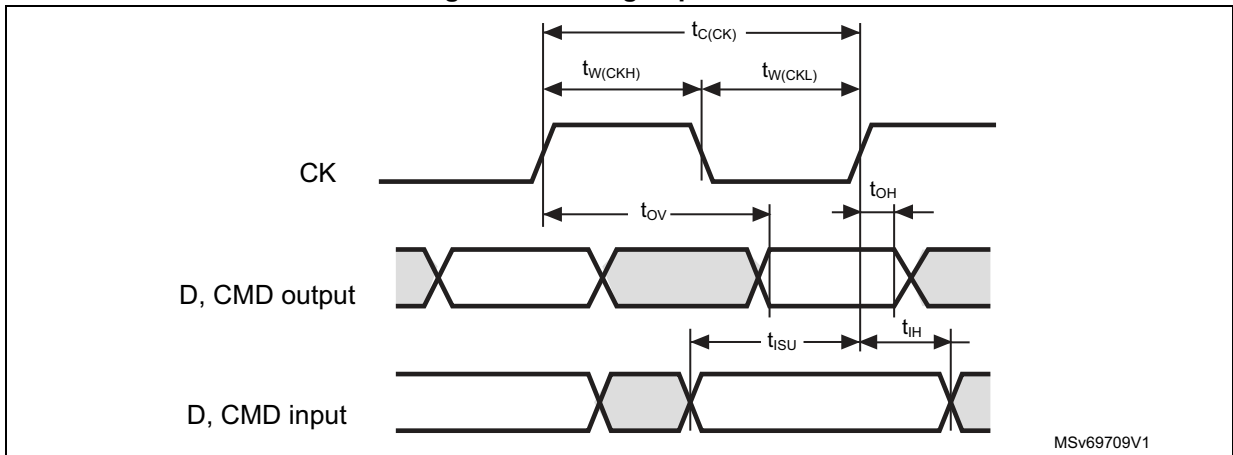 tC(CK)
tW(CKH) tW(CKL)
CK
tOH
tOV
D, CMD output
tISU tIH
D, CMD input
MSv69709V1